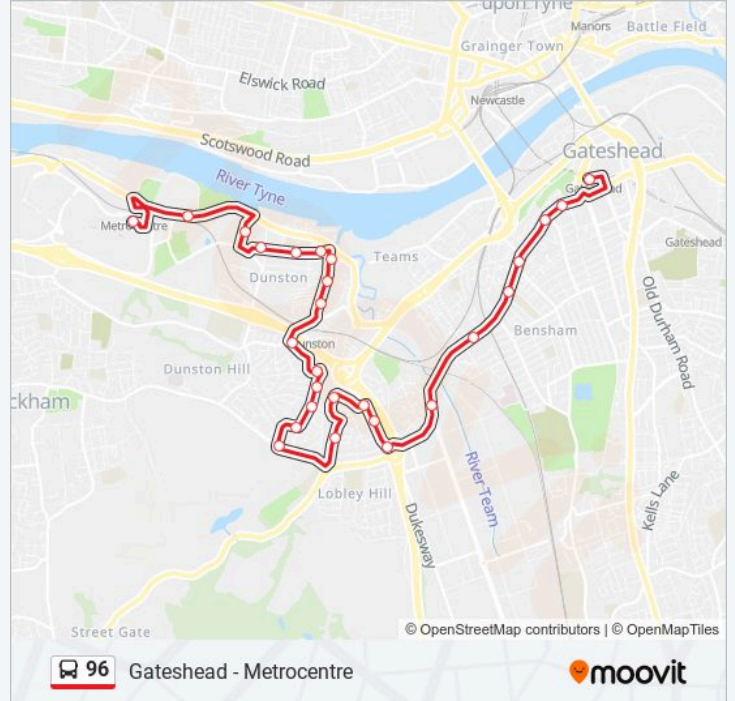 upon Tyne
Manors
Battle Field
Grainger Town
Elswick Road
Newcastle
Scotswood Road
Gateshead
River Tyne
Gateshead
Teams
Dunston
Old Durham Road
Bensham
Dunston Hill
River Team
Kells Lane
Lobley Hill
Dukesway
Street Gate
© OpenStreetMap contributors | © OpenMapTiles
96 Gateshead - Metrocentre
moovit